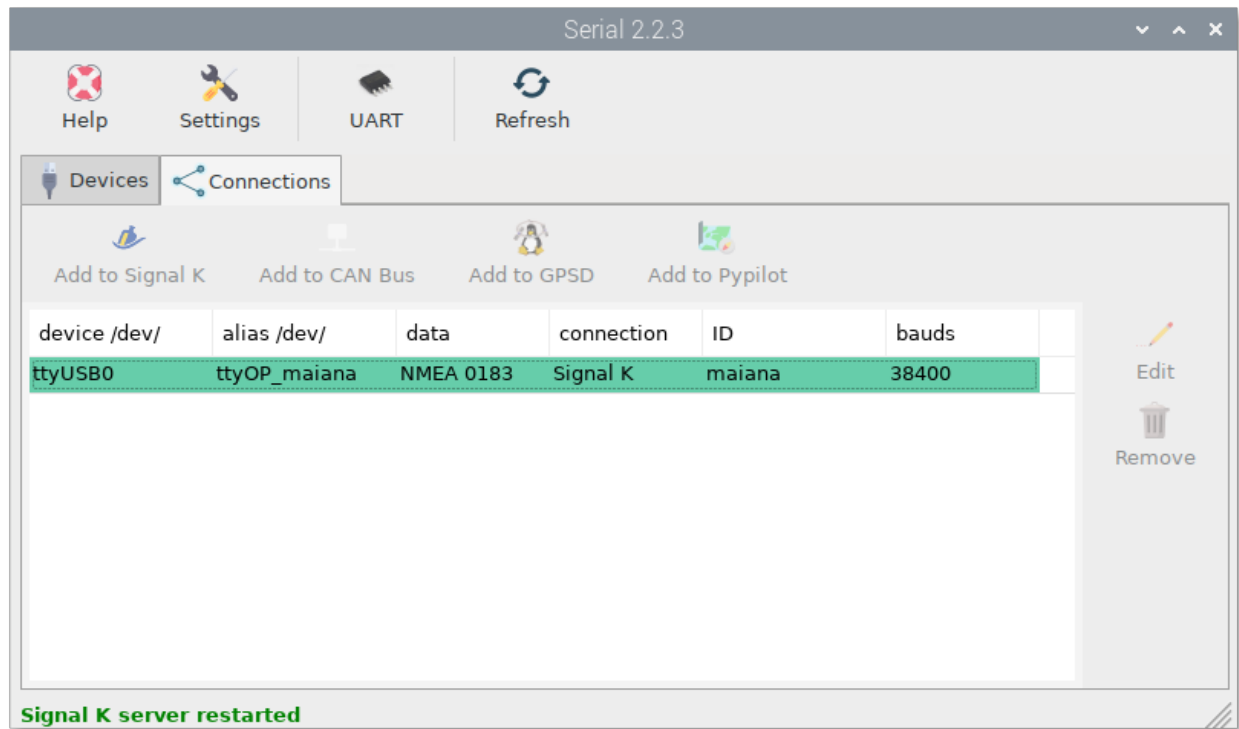 Serial 2.2.3
Help Settings UART Refresh
Devices Connections
Add to Signal K Add to CAN Bus Add to GPSD Add to Pypilot
device /dev/ alias /dev/ data connection ID bauds
ttyUSB0 ttyOP_maiana NMEA 0183 Signal K maiana 38400
Edit
Remove
Signal K server restarted